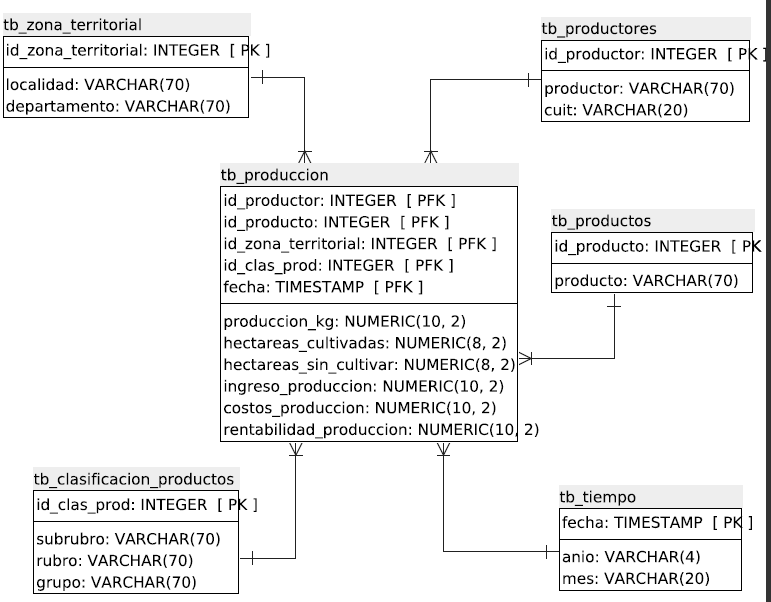 tb_zona_territorial
id_zona_territorial: INTEGER [ PK ]
localidad: VARCHAR(70)
departamento: VARCHAR(70)
tb_productores
id_productor: INTEGER [ PK ]
productor: VARCHAR(70)
cuit: VARCHAR(20)
tb_produccion
id_productor: INTEGER [ PFK ]
id_producto: INTEGER [ PFK ]
id_zona_territorial: INTEGER [ PFK ]
id_clas_prod: INTEGER [ PFK ]
fecha: TIMESTAMP [ PFK ]
produccion_kg: NUMERIC(10, 2)
hectareas_cultivadas: NUMERIC(8, 2)
hectareas_sin_cultivar: NUMERIC(8, 2)
ingreso_produccion: NUMERIC(10, 2)
costos_produccion: NUMERIC(10, 2)
rentabilidad_produccion: NUMERIC(10, 2)
tb_productos
id_producto: INTEGER [ PK
producto: VARCHAR(70)
tb_clasificacion_productos
id_clas_prod: INTEGER [ PK ]
subrubro: VARCHAR(70)
rubro: VARCHAR(70)
grupo: VARCHAR(70)
tb_tiempo
fecha: TIMESTAMP [ PK ]
anio: VARCHAR(4)
mes: VARCHAR(20)